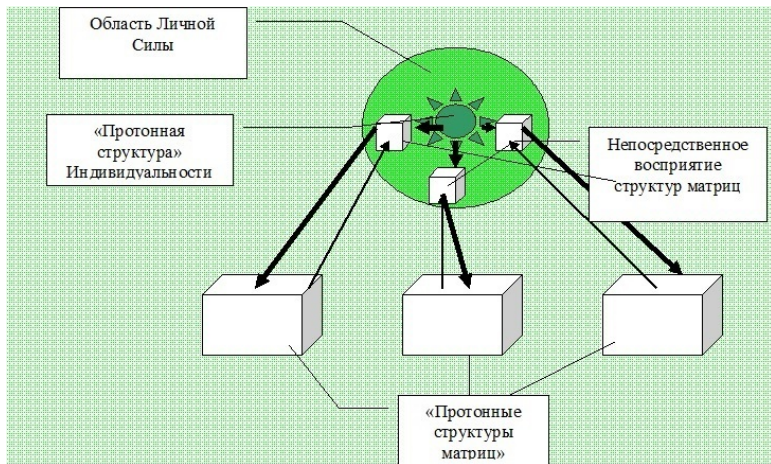 Область Личной
Силы
«Протонная
структура»
Индивидуальности
Непосредственное
восприятие
структур матриц
«Протонные
структуры
матриц»